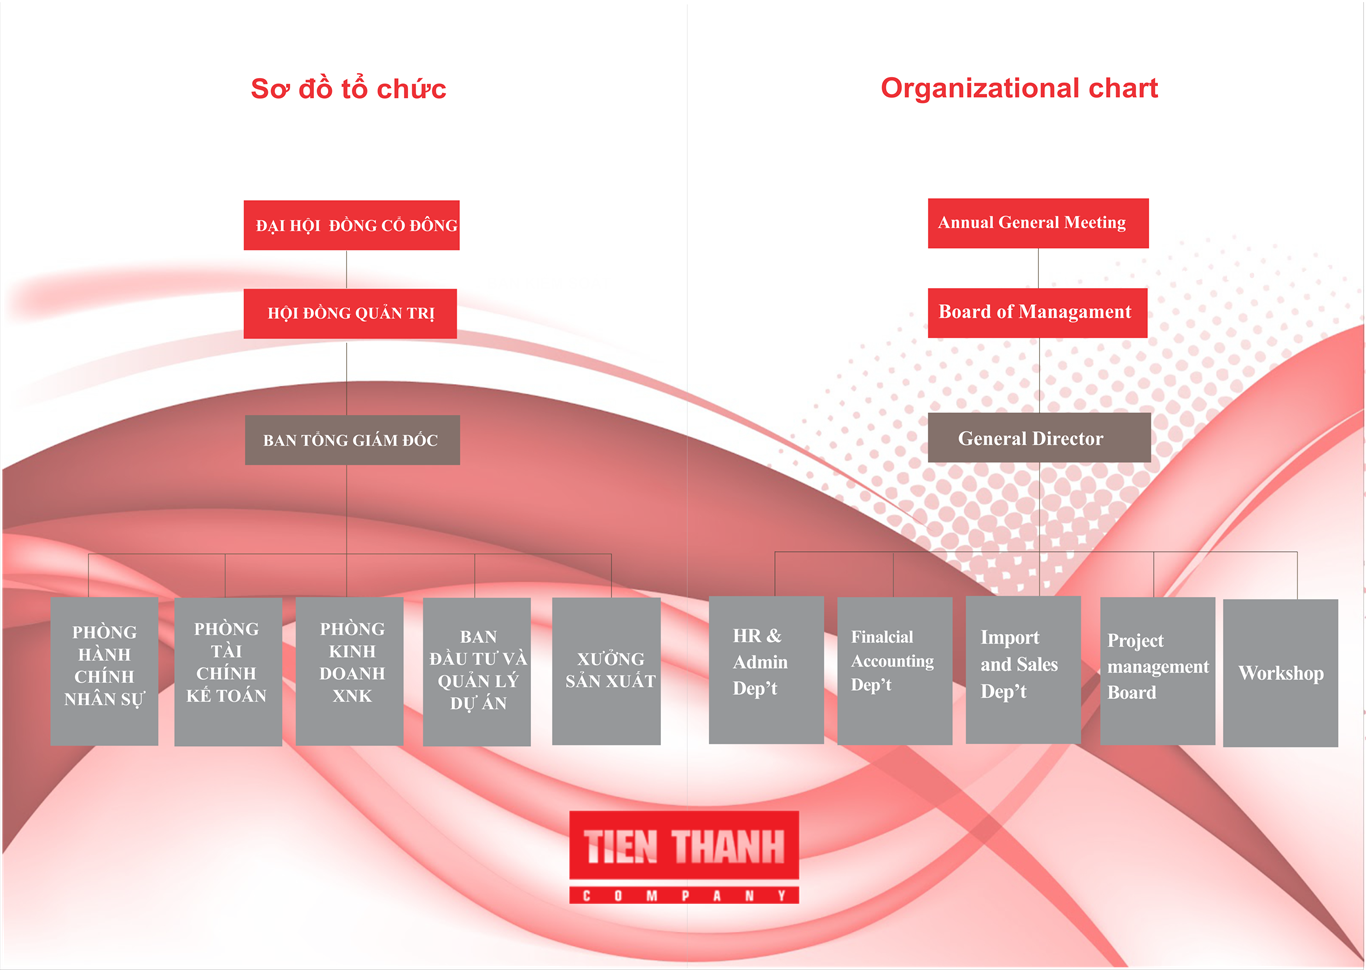 Sơ đồ tổ chức
ĐẠI HỘI ĐỒNG CỔ ĐÔNG
HỘI ĐỒNG QUẢN TRỊ
BAN TỔNG GIÁM ĐỐC
PHÒNG
HÀNH
CHÍNH
NHÂN SỰ
PHÒNG
TÀI
CHÍNH
KẾ TOÁN
PHÒNG
KINH
DOANH
XNK
BAN
ĐẦU TƯ VÀ
QUẢN LÝ
DỰ ÁN
XƯỞNG
SẢN XUẤT
Organizational chart
Annual General Meeting
Board of Managament
General Director
HR &
Admin
Dep't
Finalcial
Accounting
Dep't
Import
and Sales
Dep't
Project
management
Board
Workshop
TIEN THANH
COMPANY